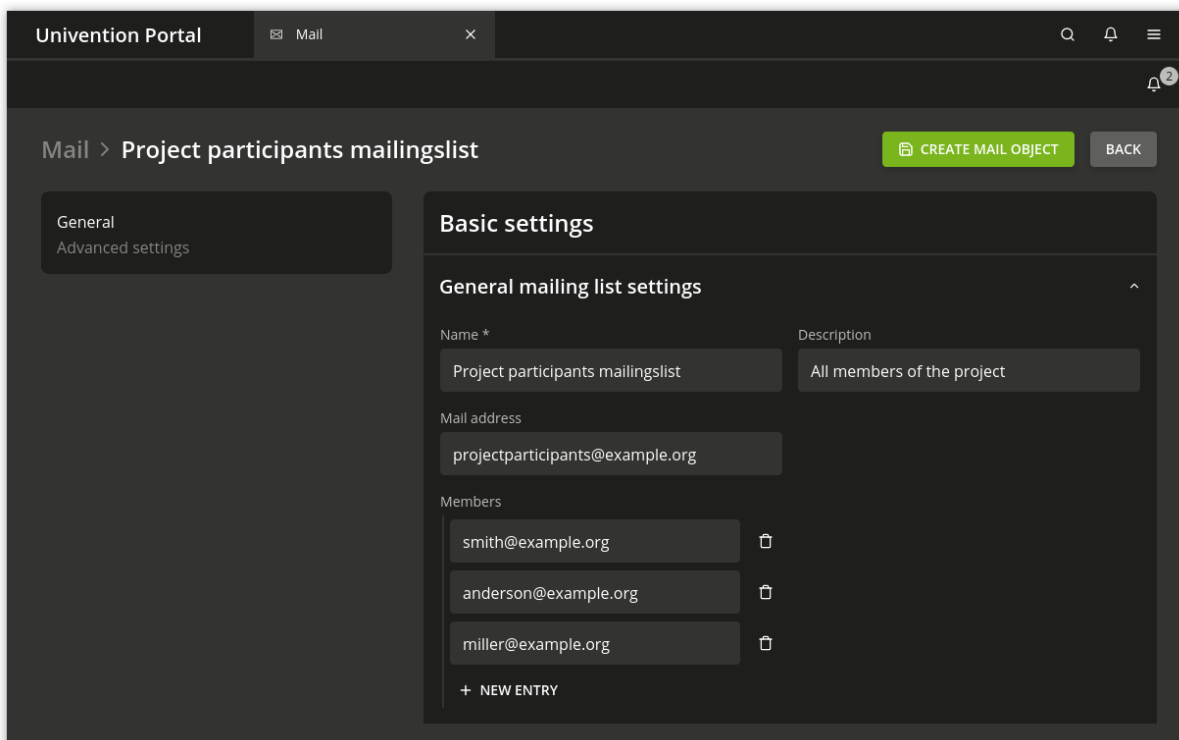 Univention Portal
Mail
2
Mail > Project participants mailingslist
CREATE MAIL OBJECT
BACK
General
Advanced settings
Basic settings
General mailing list settings
Name *
Description
Project participants mailingslist
All members of the project
Mail address
projectparticipants@example.org
Members
smith@example.org
anderson@example.org
miller@example.org
+ NEW ENTRY